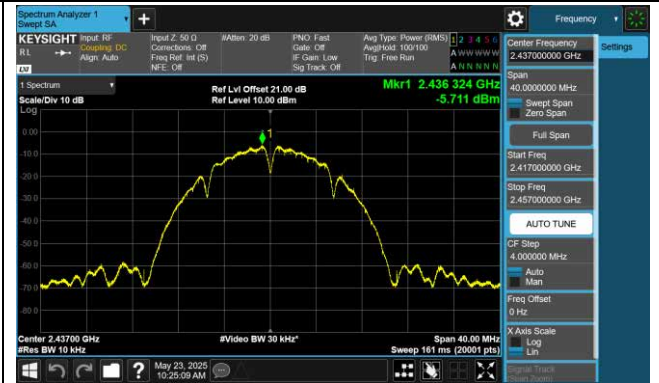 Spectrum Analyzer 1
Swept SA
+
Frequency
KEYSIGHT
RL
Input: RF
Coupling: DC
Align: Auto
Input Z: 50 Ω
Corrections: Off
Freq Ref: Int (S)
NFE: Off
#Atten: 20 dB
PNO: Fast
Gate: Off
IF Gain: Low
Sig Track: Off
Avg Type: Power (RMS)
Avg|Hold: 100/100
Trig: Free Run
1 2 3 4 5 6
A W W W W W
A N N N N N
1 Spectrum
Scale/Div 10 dB
Log
Ref Lvl Offset 21.00 dB
Ref Level 10.00 dBm
Mkr1 2.436 324 GHz
-5.711 dBm
1
0.00
-10.0
-20.0
-30.0
-40.0
-50.0
-60.0
-70.0
-80.0
Center 2.43700 GHz
#Res BW 10 kHz
#Video BW 30 kHz*
Span 40.00 MHz
Sweep 161 ms (20001 pts)
Center Frequency
2.437000000 GHz
Settings
Span
40.0000000 MHz
Swept Span
Zero Span
Full Span
Start Freq
2.417000000 GHz
Stop Freq
2.457000000 GHz
AUTO TUNE
CF Step
4.000000 MHz
Auto
Man
Freq Offset
0 Hz
X Axis Scale
Log
Lin
Signal Track
(Span Zoom)
?
May 23, 2025
10:25:09 AM